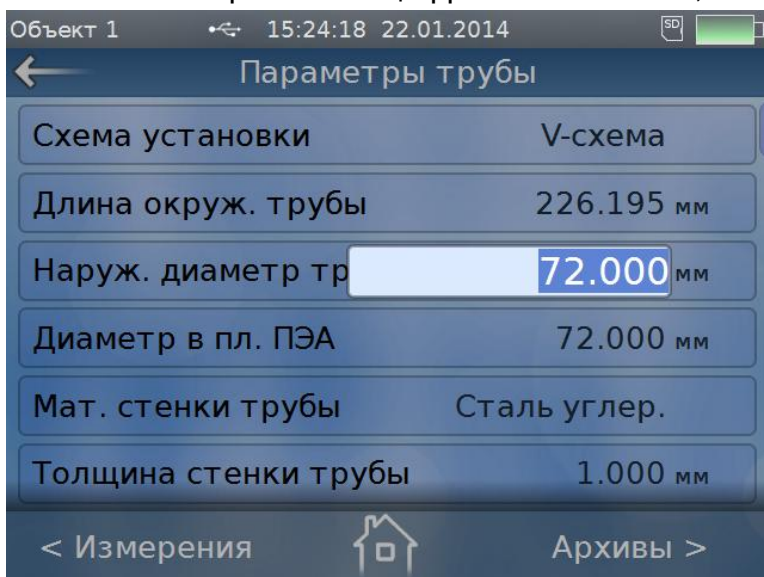 Объект 1 15:24:18 22.01.2014 SD
Параметры трубы
Схема установки V-схема
Длина окруж. трубы 226.195 мм
Наруж. диаметр тр 72.000 мм
Диаметр в пл. ПЭА 72.000 мм
Мат. стенки трубы Сталь углер.
Толщина стенки трубы 1.000 мм
< Измерения Архивы >